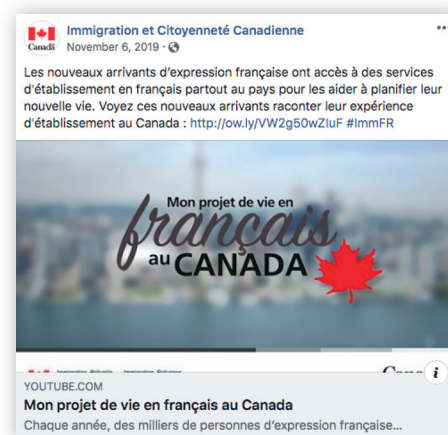 Immigration et Citoyenneté Canadienne
Canada
November 6, 2019 ·
Les nouveaux arrivants d'expression française ont accès à des services
d'établissement en français partout au pays pour les aider à planifier leur
nouvelle vie. Voyez ces nouveaux arrivants raconter leur expérience
d'établissement au Canada : http://ow.ly/VW2g50wZluF #ImmFR
Mon projet de vie en
français
au CANADA
YOUTUBE.COM
Mon projet de vie en français au Canada
Chaque année, des milliers de personnes d'expression française...